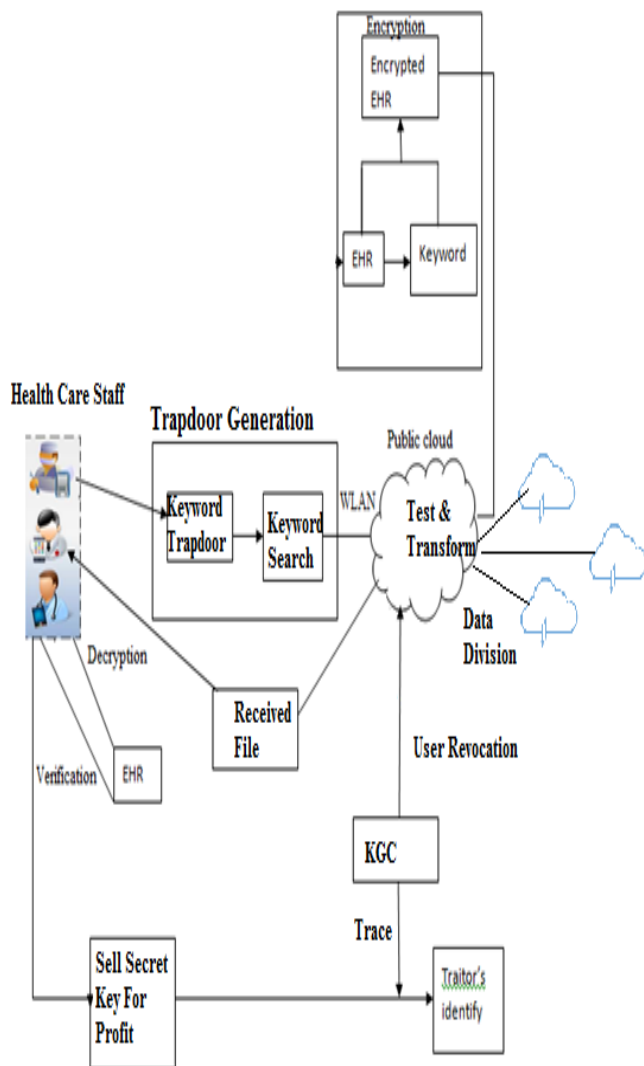 Encryption
Encrypted
EHR
EHR
Keyword
Health Care Staff
Trapdoor Generation
Public cloud
Keyword
Trapdoor
Keyword
Search
WLAN
Test &
Transform
Data
Division
Decryption
Received
File
User Revocation
Verification
EHR
KGC
Trace
Sell Secret
Key For
Profit
Traitor's
identify